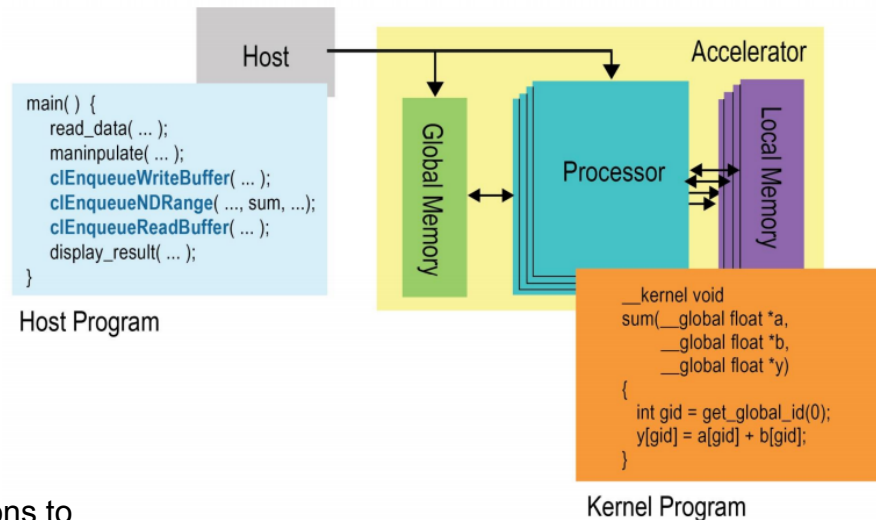 Host
Accelerator
main( ) {
read_data( ... );
maninpulate( ... );
clEnqueueWriteBuffer( ... );
clEnqueueNDRange( ..., sum, ...);
clEnqueueReadBuffer( ... );
display_result( ... );
}
Host Program
Global Memory
Processor
Local Memory
__kernel void
sum(__global float *a,
__global float *b,
__global float *y)
{
int gid = get_global_id(0);
y[gid] = a[gid] + b[gid];
}
Kernel Program
to